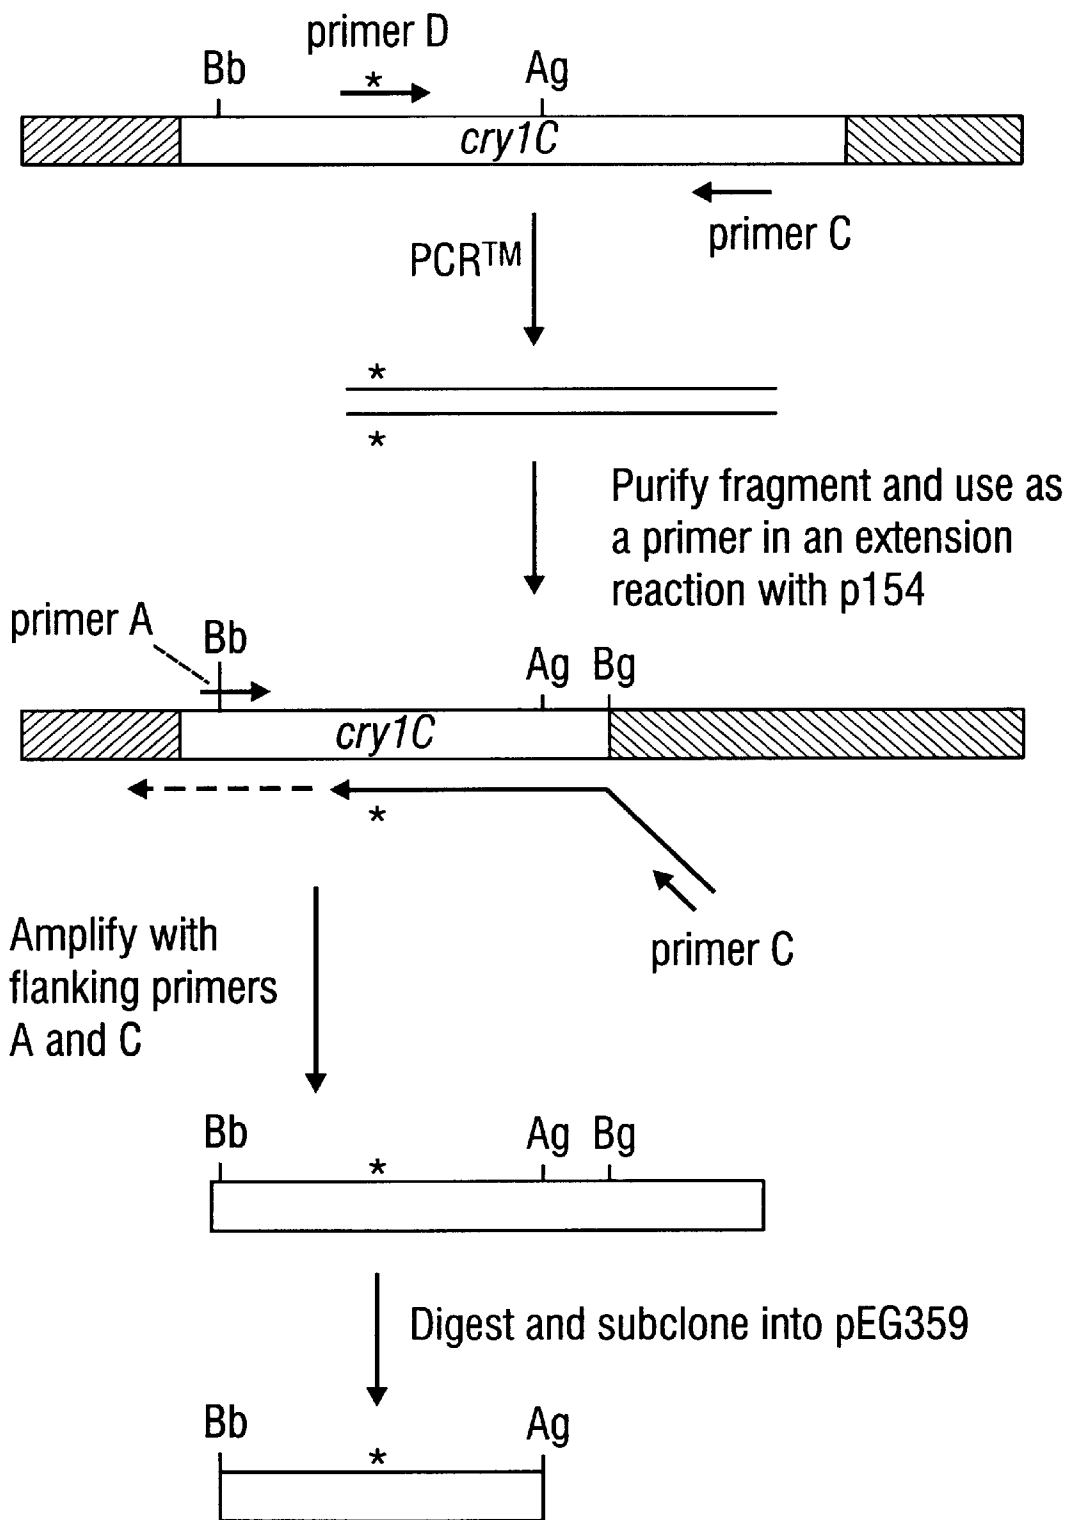 primer D
Bb
*
Ag
cry1C
primer C
PCR™
*
*
Purify fragment and use as
a primer in an extension
reaction with p154
primer A
Bb
Ag Bg
cry1C
*
primer C
Amplify with
flanking primers
A and C
Bb
*
Ag Bg
Digest and subclone into pEG359
Bb
*
Ag